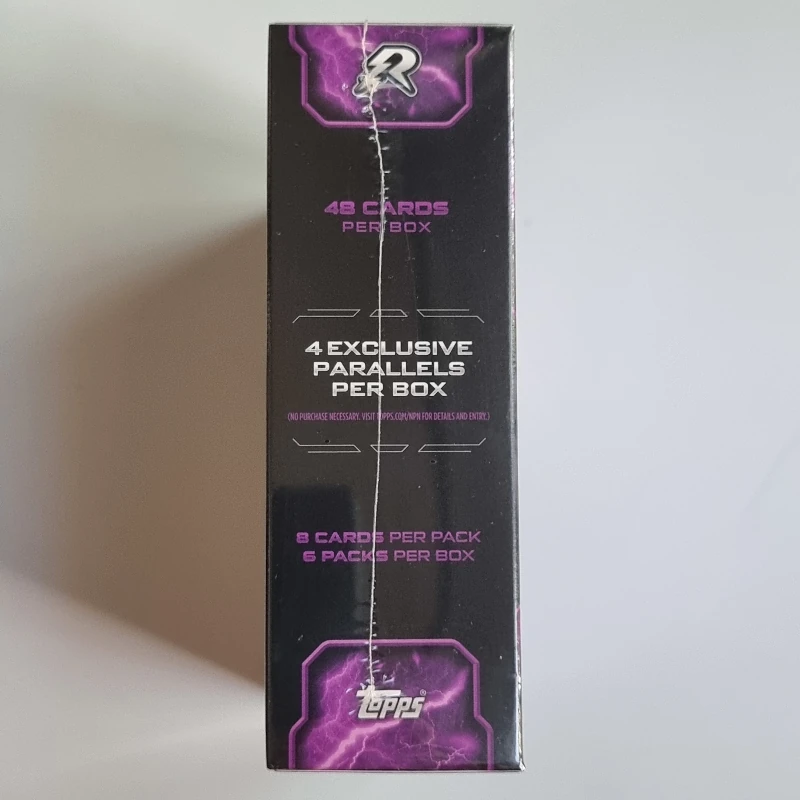 R
48 CARDS
PER BOX
4 EXCLUSIVE
PARALLELS
PER BOX
(NO PURCHASE NECESSARY. VISIT TOPPS.COM/NPN FOR DETAILS AND ENTRY.)
8 CARDS PER PACK
6 PACKS PER BOX
Topps®